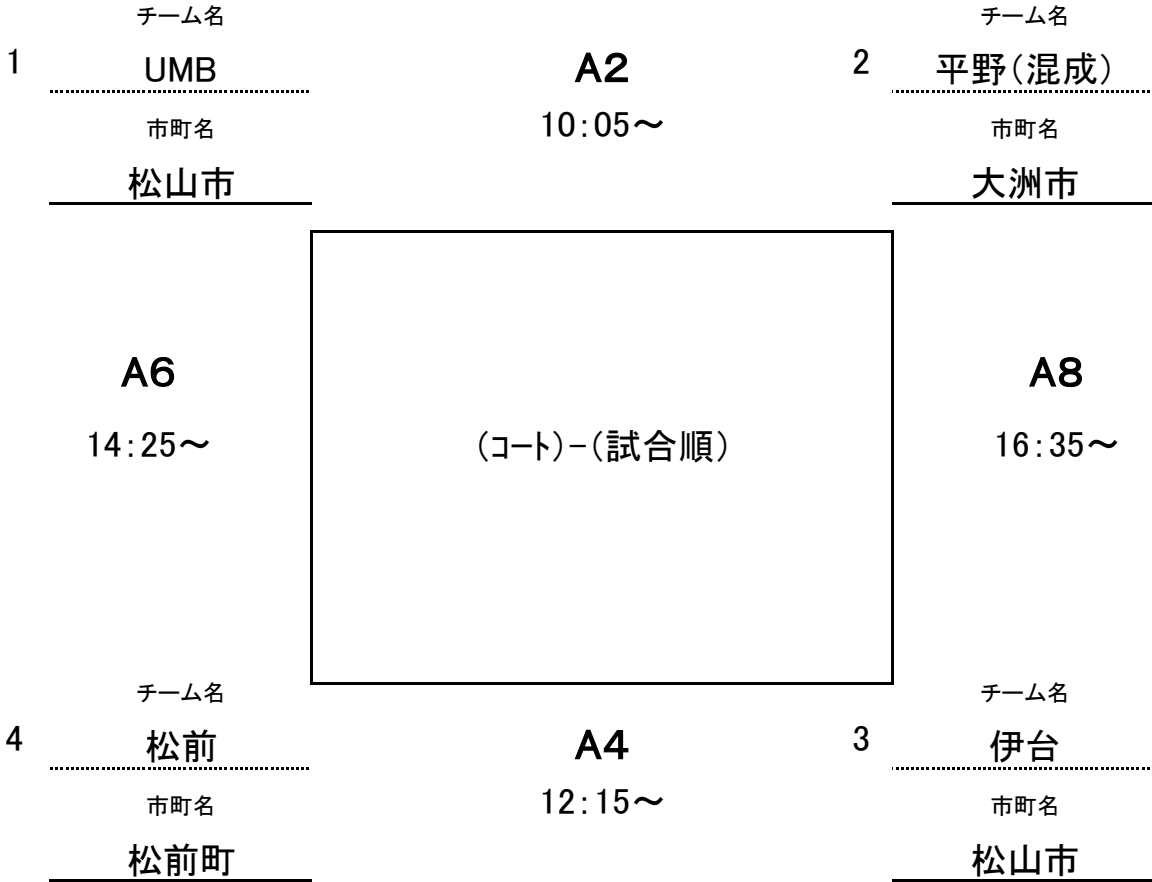 チーム名
チーム名
1
UMB
A2
2
平野(混成)
市町名
10:05～
市町名
松山市
大洲市
A6
A8
14:25～
(コート)-(試合順)
16:35～
チーム名
チーム名
4
松前
A4
3
伊台
市町名
12:15～
市町名
松前町
松山市